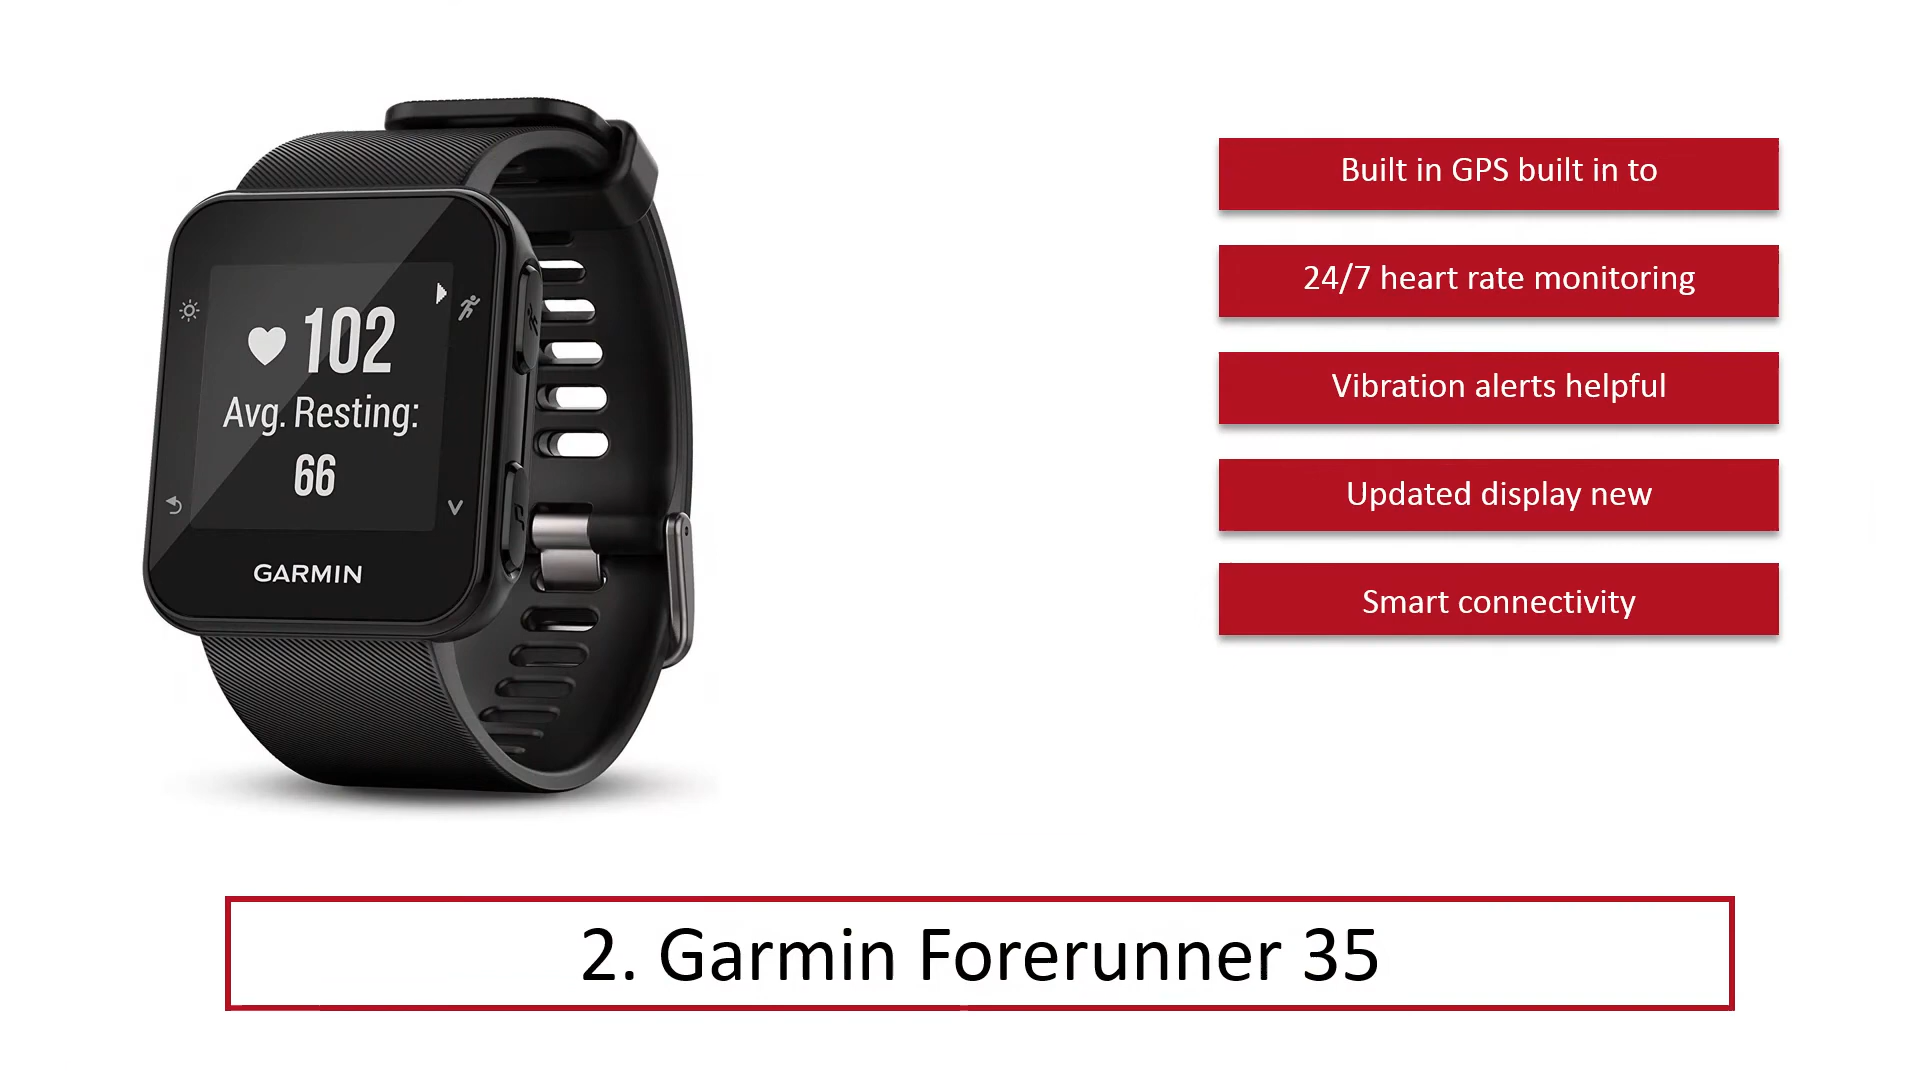 102
Avg. Resting:
66
GARMIN
Built in GPS built in to
24/7 heart rate monitoring
Vibration alerts helpful
Updated display new
Smart connectivity
2. Garmin Forerunner 35